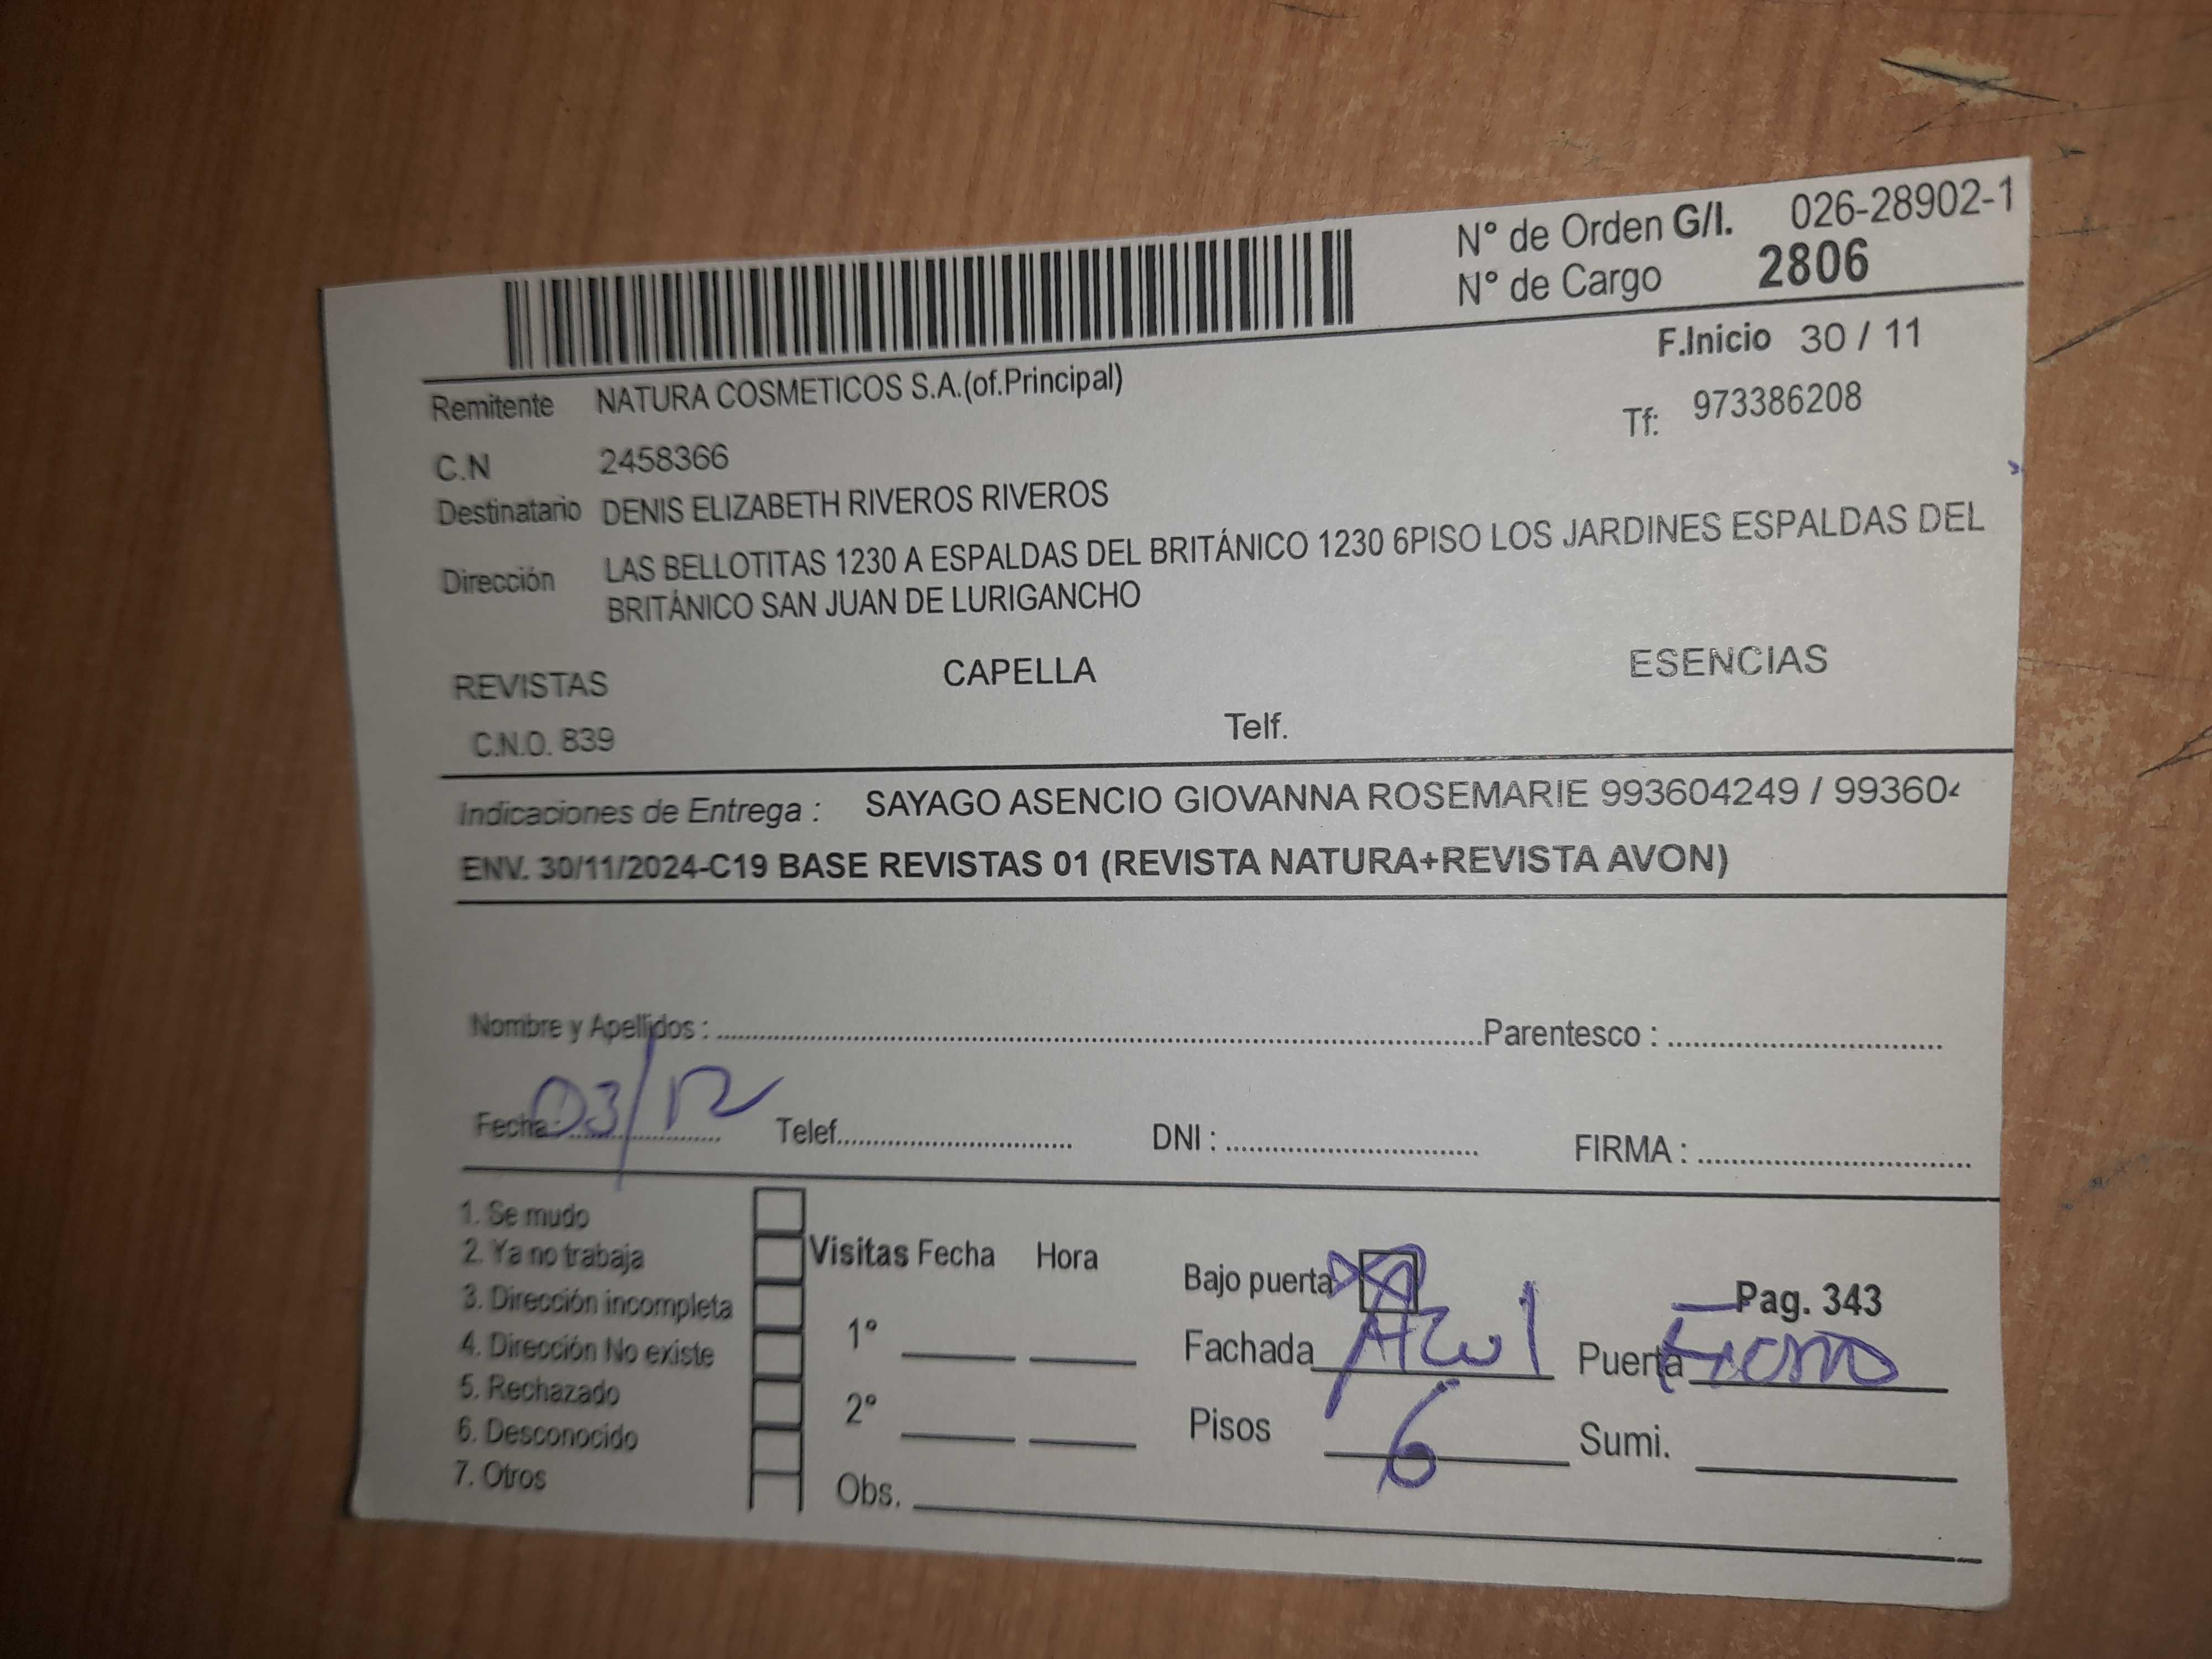 N° de Orden G/I. 026-28902-1
N° de Cargo 2806
F.Inicio 30 / 11
Remitente NATURA COSMETICOS S.A.(of.Principal)
Tf: 973386208
C.N 2458366
Destinatario DENIS ELIZABETH RIVEROS RIVEROS
Dirección LAS BELLOTITAS 1230 A ESPALDAS DEL BRITÁNICO 1230 6PISO LOS JARDINES ESPALDAS DEL
BRITÁNICO SAN JUAN DE LURIGANCHO
REVISTAS CAPELLA ESENCIAS
C.N.O. 839 Telf.
Indicaciones de Entrega : SAYAGO ASENCIO GIOVANNA ROSEMARIE 993604249 / 99360
ENV. 30/11/2024-C19 BASE REVISTAS 01 (REVISTA NATURA+REVISTA AVON)
Nombre y Apellidos : Parentesco :
Fecha : 03/12 Telef. DNI : FIRMA :
1. Se mudo
2. Ya no trabaja
3. Dirección incompleta
4. Dirección No existe
5. Rechazado
6. Desconocido
7. Otros
Visitas Fecha Hora
1°
2°
Obs.
Bajo puerta
Pag. 343
Fachada Azul Puerta
Pisos 6 Sumi.